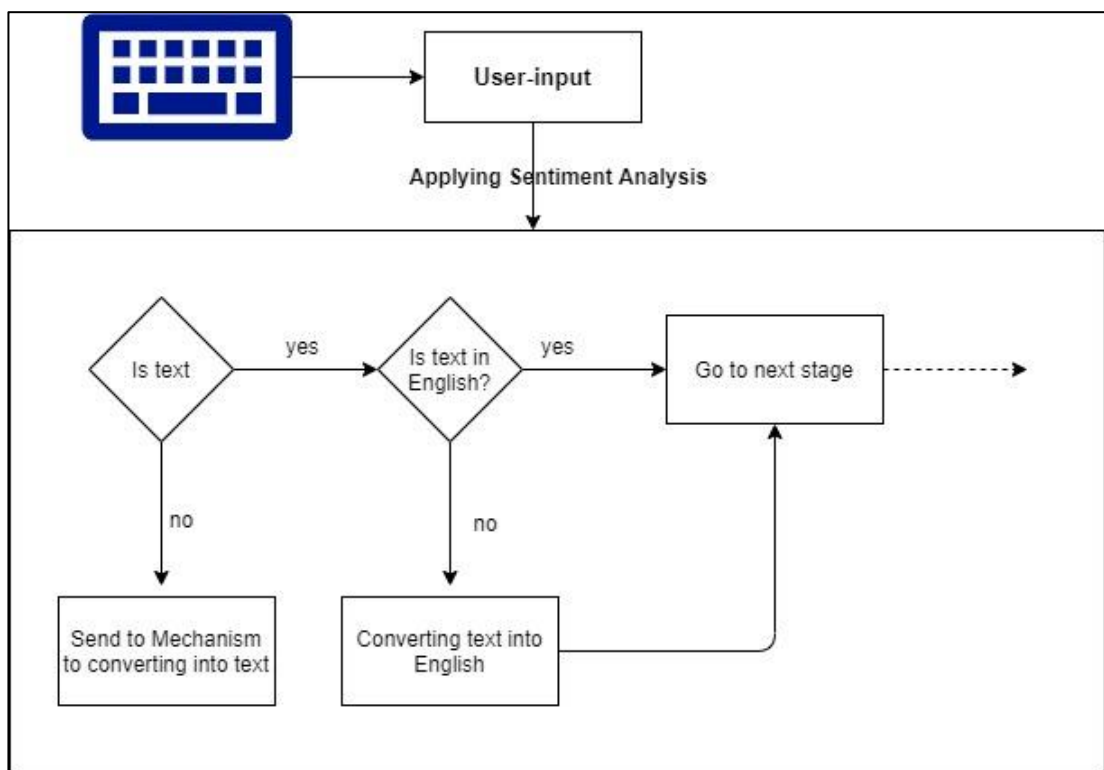 User-input
Applying Sentiment Analysis
Is text
yes
Is text in
English?
yes
Go to next stage
no
no
Send to Mechanism
to converting into text
Converting text into
English